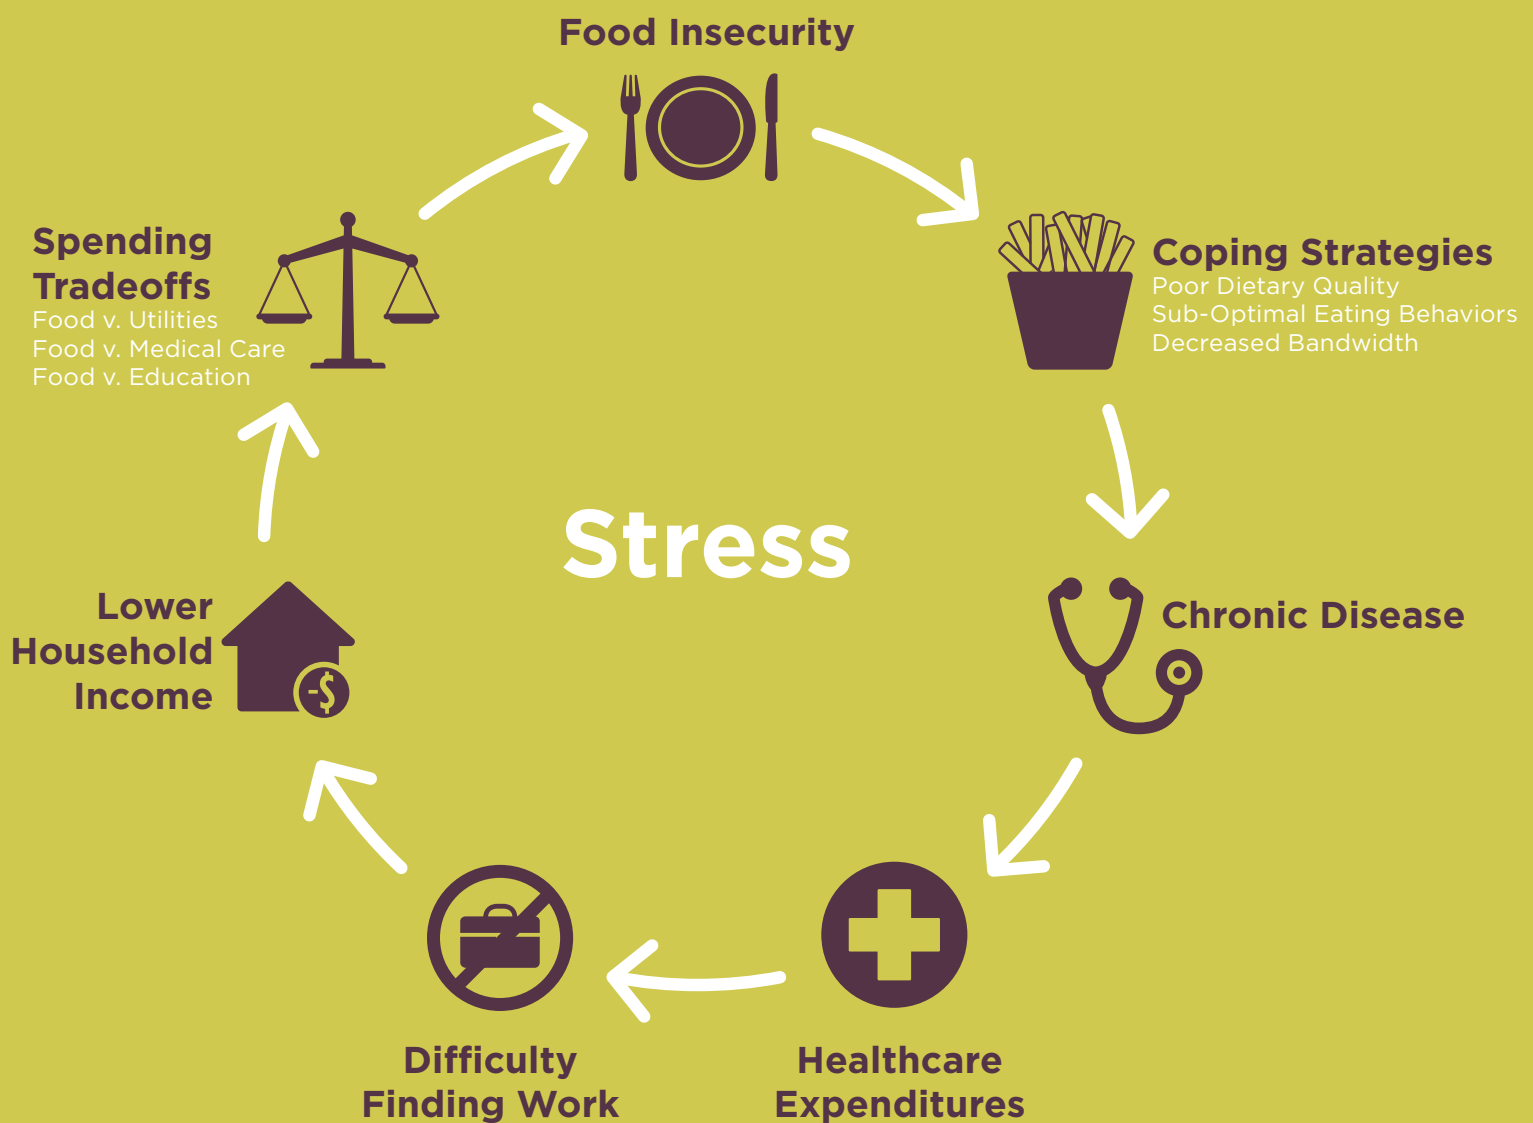 Food Insecurity
Coping Strategies
Poor Dietary Quality
Sub-Optimal Eating Behaviors
Decreased Bandwidth
Chronic Disease
Healthcare
Expenditures
Difficulty
Finding Work
Lower
Household
Income
-$
Spending
Tradeoffs
Food v. Utilities
Food v. Medical Care
Food v. Education
Stress